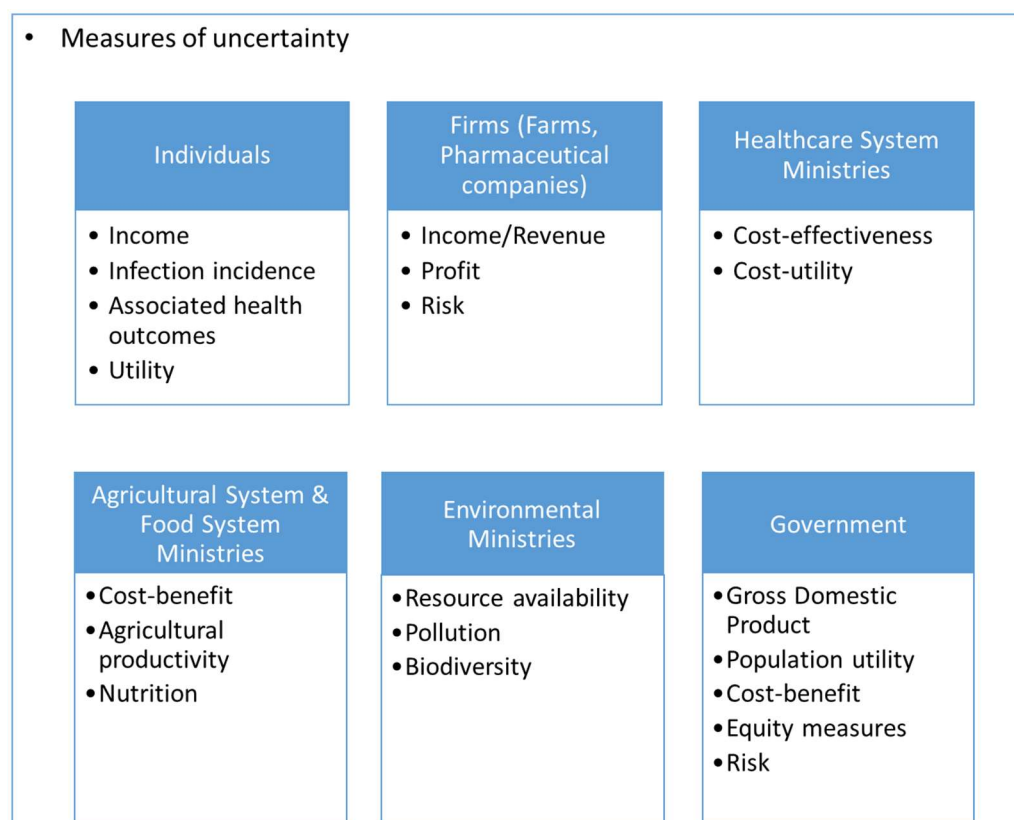 • Measures of uncertainty
Individuals
• Income
• Infection incidence
• Associated health
outcomes
• Utility
Firms (Farms,
Pharmaceutical
companies)
• Income/Revenue
• Profit
• Risk
Healthcare System
Ministries
• Cost-effectiveness
• Cost-utility
Agricultural System &
Food System
Ministries
•Cost-benefit
•Agricultural
productivity
•Nutrition
Environmental
Ministries
•Resource availability
•Pollution
•Biodiversity
Government
•Gross Domestic
Product
•Population utility
•Cost-benefit
•Equity measures
•Risk